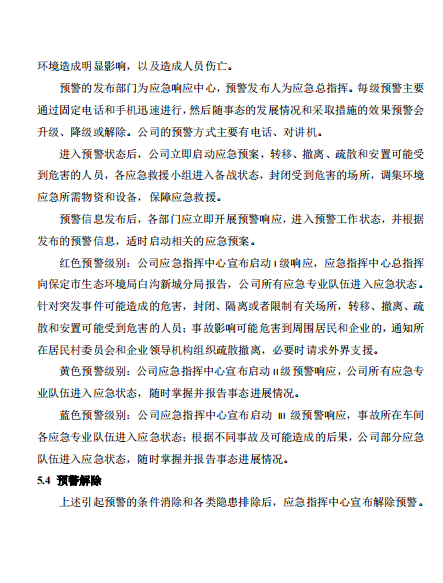 环境造成明显影响，以及造成人员伤亡。
预警的发布部门为应急响应中心，预警发布人为应急总指挥。每级预警主要
通过固定电话和手机迅速进行，然后随事态的发展情况和采取措施的效果预警会
升级、降级或解除。公司的预警方式主要有电话、对讲机。
进入预警状态后，公司立即启动应急预案，转移、撤离、疏散和安置可能受
到危害的人员，各应急救援小组进入备战状态，封闭受到危害的场所，调集环境
应急所需物资和设备，保障应急救援。
预警信息发布后，各部门应立即开展预警响应，进入预警工作状态，并根据
发布的预警信息，适时启动相关的应急预案。
红色预警级别：公司应急指挥中心宣布启动 I 级响应，应急指挥中心总指挥
向保定市生态环境局白沟新城分局报告，公司所有应急专业队伍进入应急状态。
针对突发事件可能造成的危害，封闭、隔离或者限制有关场所，转移、撤离、疏
散和安置可能受到危害的人员；事故影响可能危害到周围居民和企业的，通知所
在居民村委员会和企业领导机构组织疏散撤离，必要时请求外界支援。
黄色预警级别：公司应急指挥中心宣布启动 II 级预警响应，公司所有应急专
业队伍进入应急状态，随时掌握并报告事态进展情况。
蓝色预警级别：公司应急指挥中心宣布启动 III 级预警响应，事故所在车间
各应急专业队伍进入应急状态；根据不同事故及可能造成的后果，公司部分应急
队伍进入应急状态，随时掌握并报告事态进展情况。
5.4 预警解除
上述引起预警的条件消除和各类隐患排除后，应急指挥中心宣布解除预警。